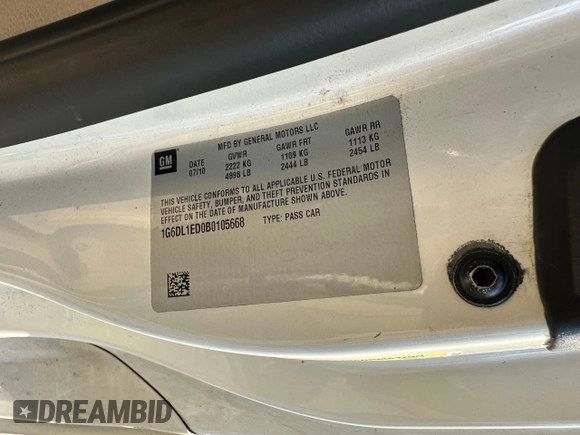 MFD BY GENERAL MOTORS LLC
GM DATE GVWR GAWR FRT GAWR RR
07/10 2222 KG 1109 KG 1113 KG
4898 LB 2444 LB 2454 LB
THIS VEHICLE CONFORMS TO ALL APPLICABLE U.S. FEDERAL MOTOR
VEHICLE SAFETY, BUMPER, AND THEFT PREVENTION STANDARDS IN
EFFECT ON THE DATE OF MANUFACTURE SHOWN ABOVE.
1G6DL1ED0B0105668 TYPE: PASS CAR
DREAMBID